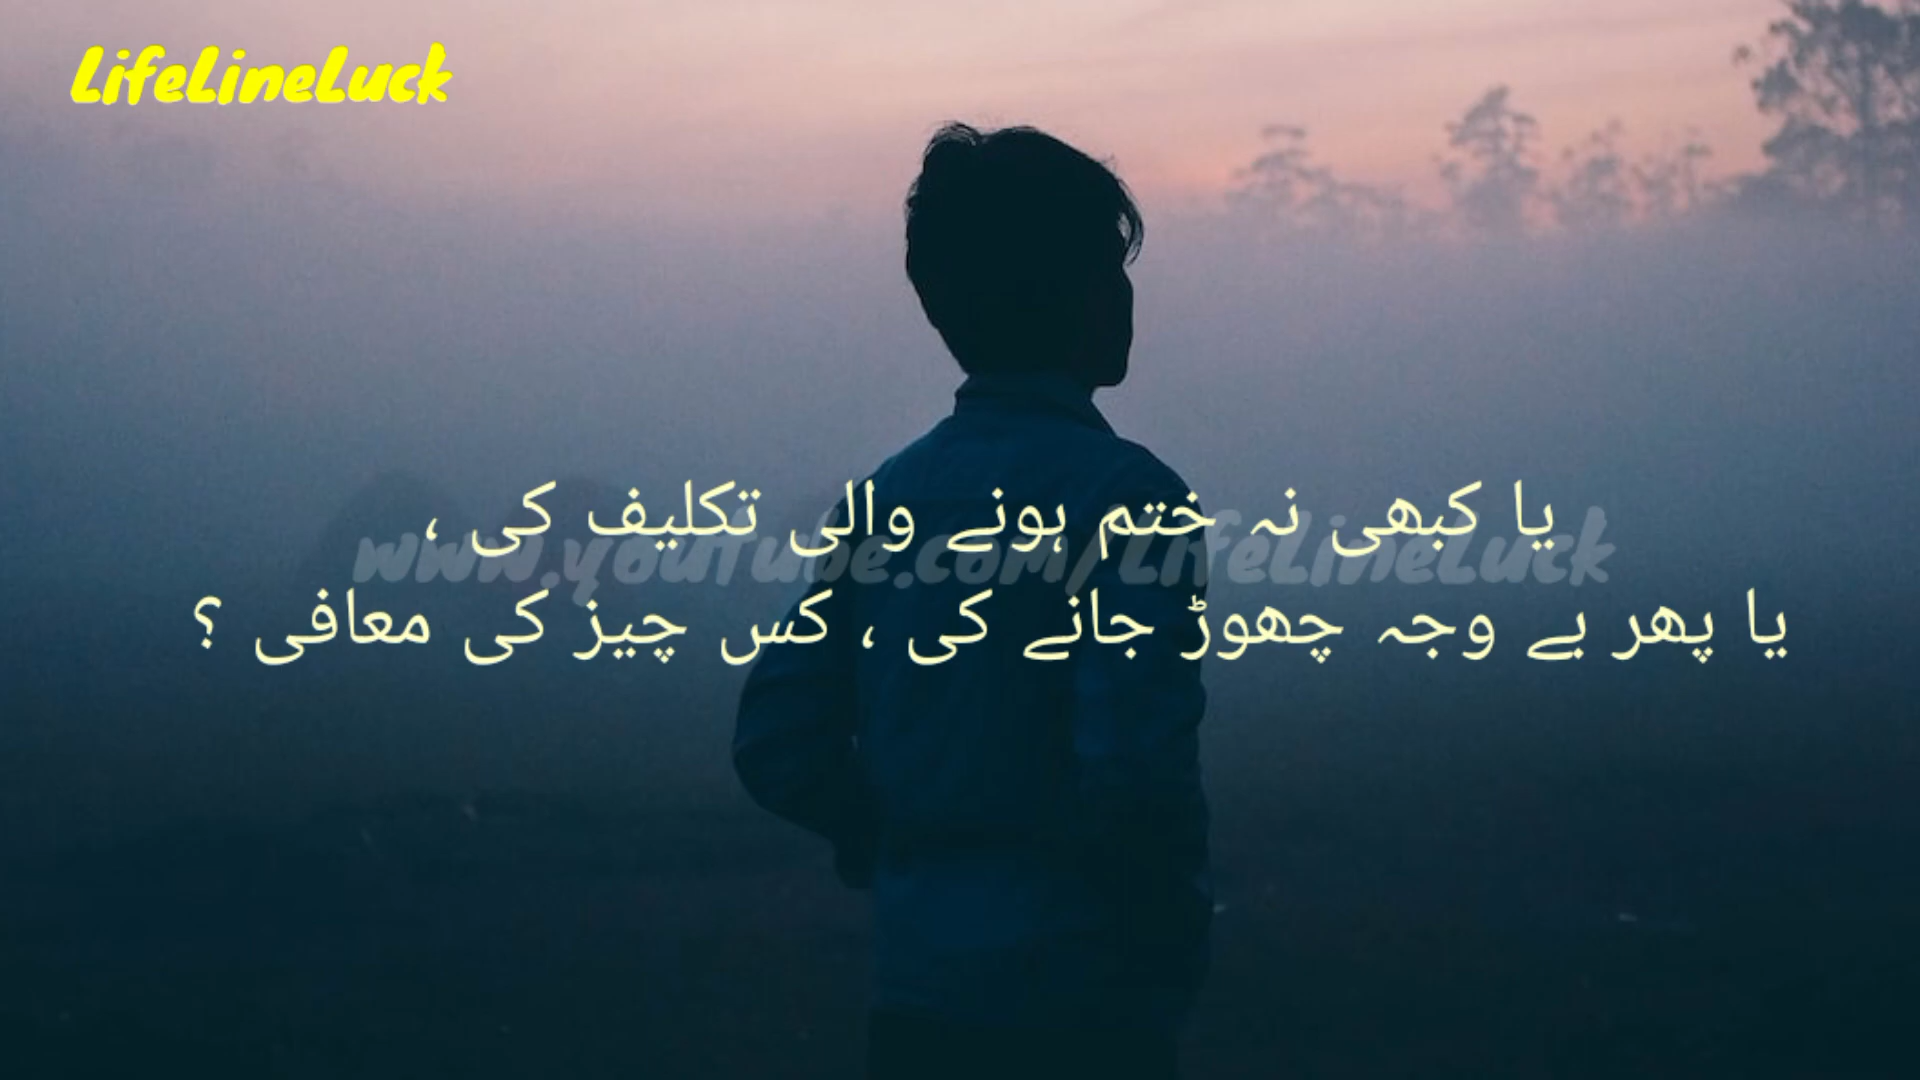 LifeLineLuck
یا کبھی نہ ختم ہونے والی تکلیف کی ،
www.youtube.com/LifeLineLuck
یا پھر بے وجہ چھوڑ جانے کی ، کس چیز کی معافی ؟